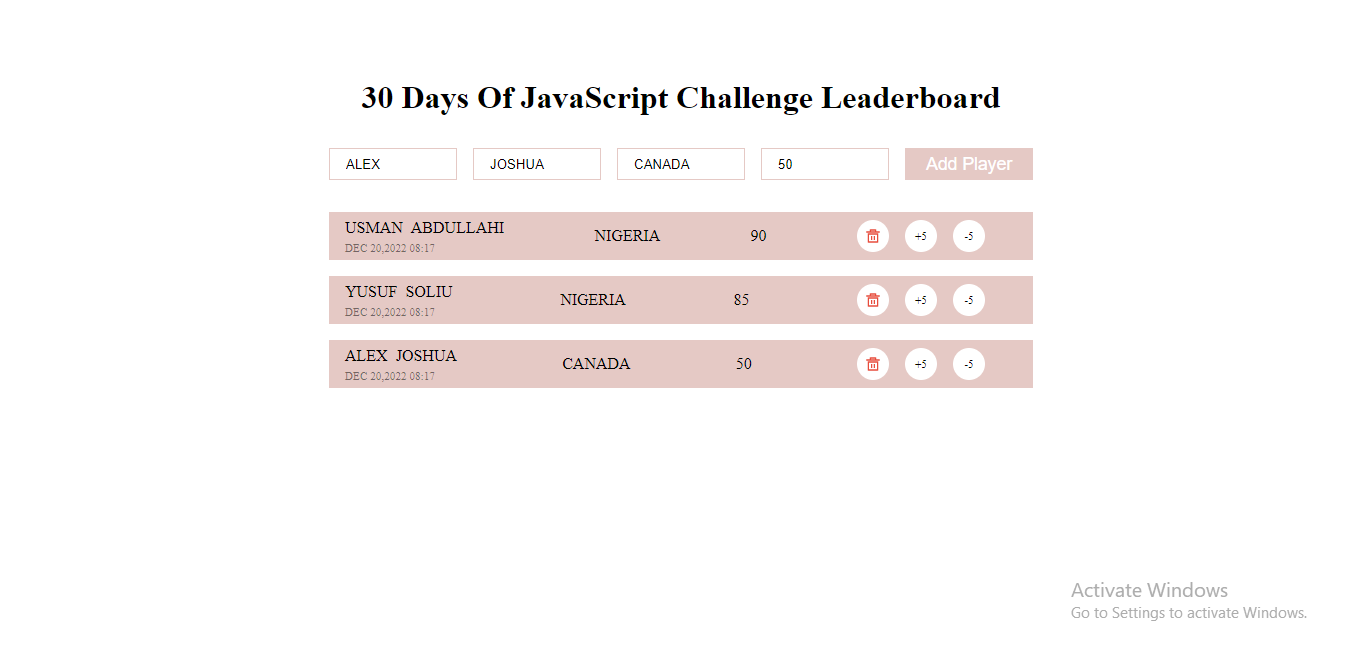 30 Days Of JavaScript Challenge Leaderboard
ALEX JOSHUA CANADA 50 Add Player
USMAN ABDULLAHI NIGERIA 90 +5 -5
DEC 20,2022 08:17
YUSUF SOLIU NIGERIA 85 +5 -5
DEC 20,2022 08:17
ALEX JOSHUA CANADA 50 +5 -5
DEC 20,2022 08:17
Activate Windows
Go to Settings to activate Windows.